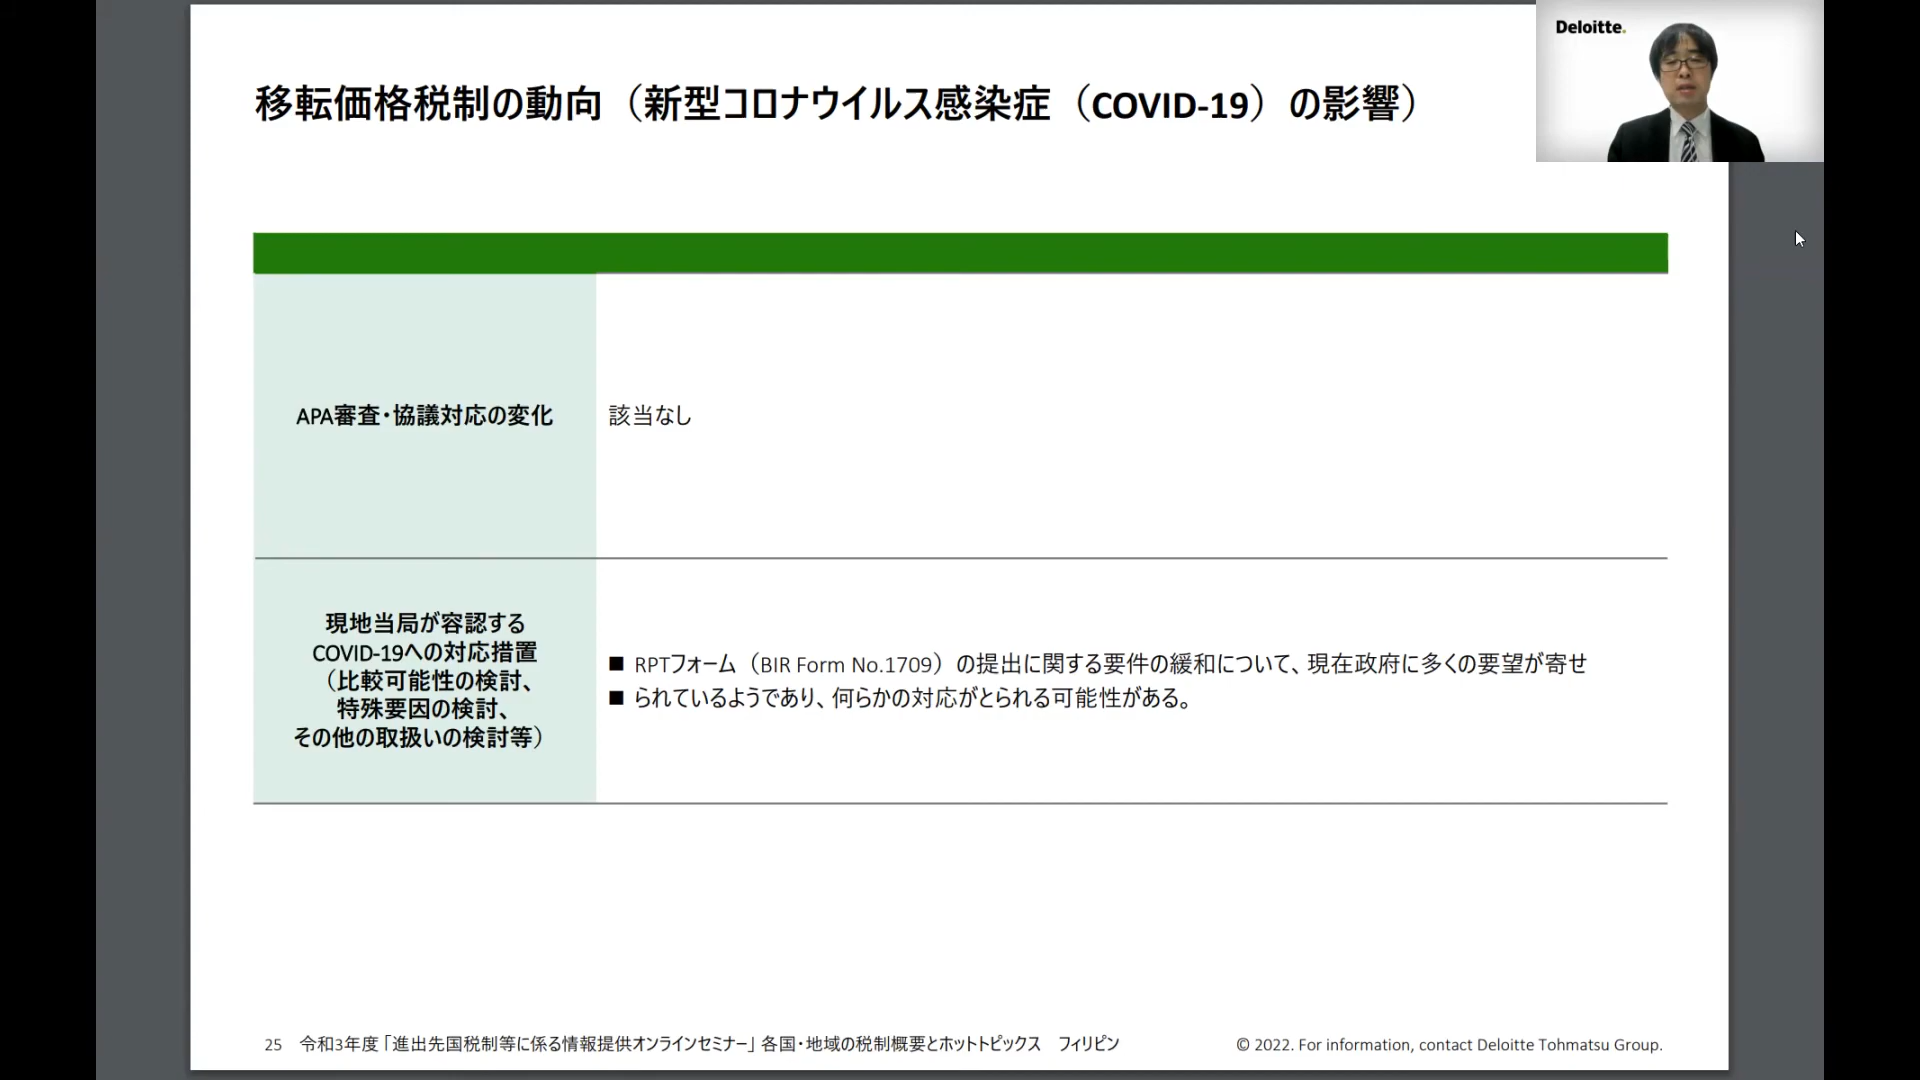 Deloitte.
移転価格税制の動向（新型コロナウイルス感染症（COVID-19）の影響）
APA審査・協議対応の変化
該当なし
現地当局が容認する
COVID-19への対応措置
（比較可能性の検討、
特殊要因の検討、
その他の取扱いの検討等）
■ RPTフォーム（BIR Form No.1709）の提出に関する要件の緩和について、現在政府に多くの要望が寄せ
■ られているようであり、何らかの対応がとられる可能性がある。
25 令和3年度「進出先国税制等に係る情報提供オンラインセミナー」各国・地域の税制概要とホットトピックス フィリピン
© 2022. For information, contact Deloitte Tohmatsu Group.